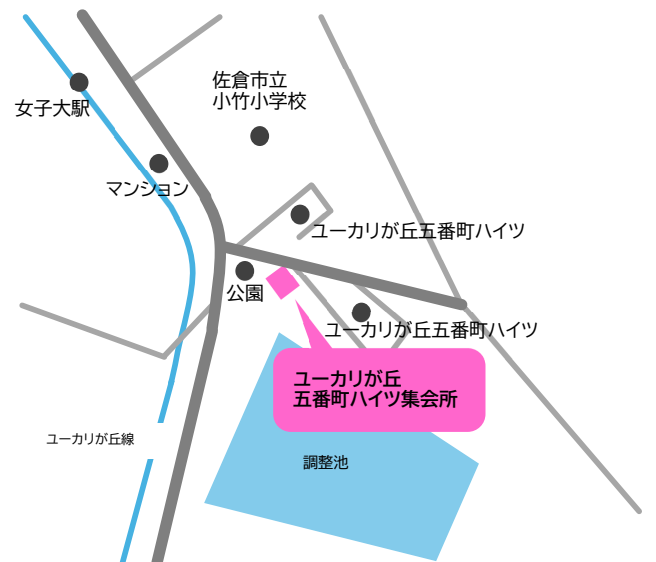 佐倉市立
小竹小学校
女子大駅
マンション
ユーカリが丘五番町ハイツ
公園
ユーカリが丘五番町ハイツ
ユーカリが丘
五番町ハイツ集会所
ユーカリが丘線
調整池